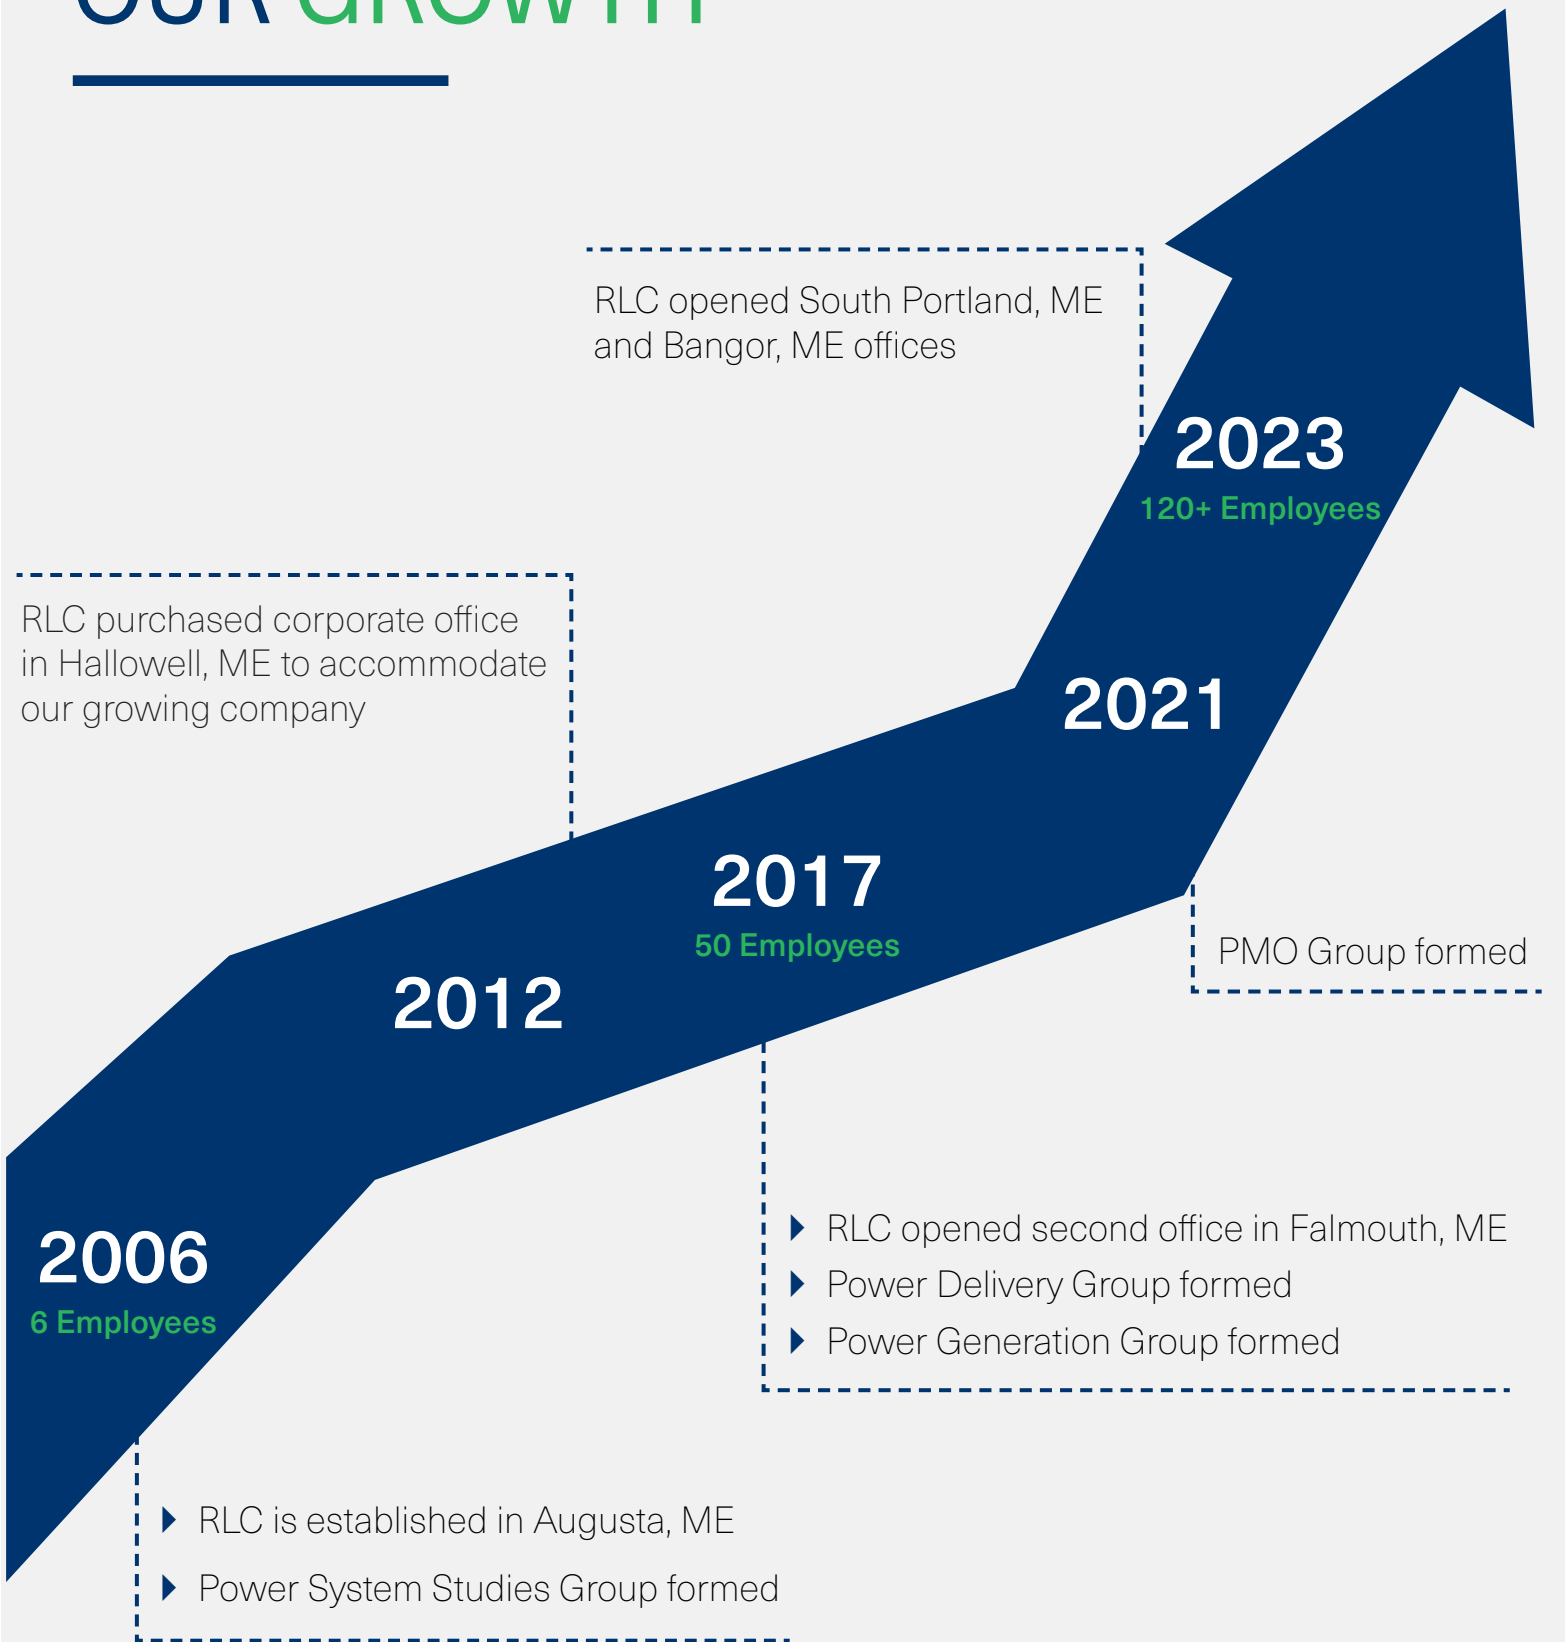 OUR GROWTH
RLC opened South Portland, ME
and Bangor, ME offices
2023
120+ Employees
RLC purchased corporate office
in Hallowell, ME to accommodate
our growing company
2021
2017
50 Employees
PMO Group formed
2012
RLC opened second office in Falmouth, ME
Power Delivery Group formed
Power Generation Group formed
2006
6 Employees
RLC is established in Augusta, ME
Power System Studies Group formed